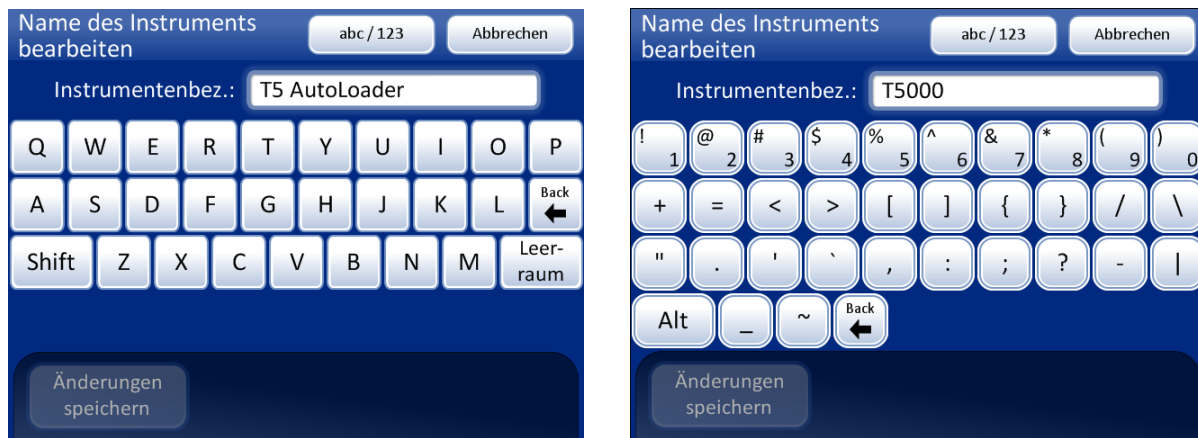 Name des Instruments
bearbeiten
abc / 123
Abbrechen
Instrumentenbez.: T5 AutoLoader
Q W E R T Y U I O P
A S D F G H J K L Back
Shift Z X C V B N M Leer-
raum
Änderungen
speichern
Name des Instruments
bearbeiten
abc / 123
Abbrechen
Instrumentenbez.: T5000
! @ # $ % ^ & * ( )
1 2 3 4 5 6 7 8 9 0
+ = < > [ ] { } / \
" . ' ` , : ; ? - |
Alt _ ~ Back
Änderungen
speichern